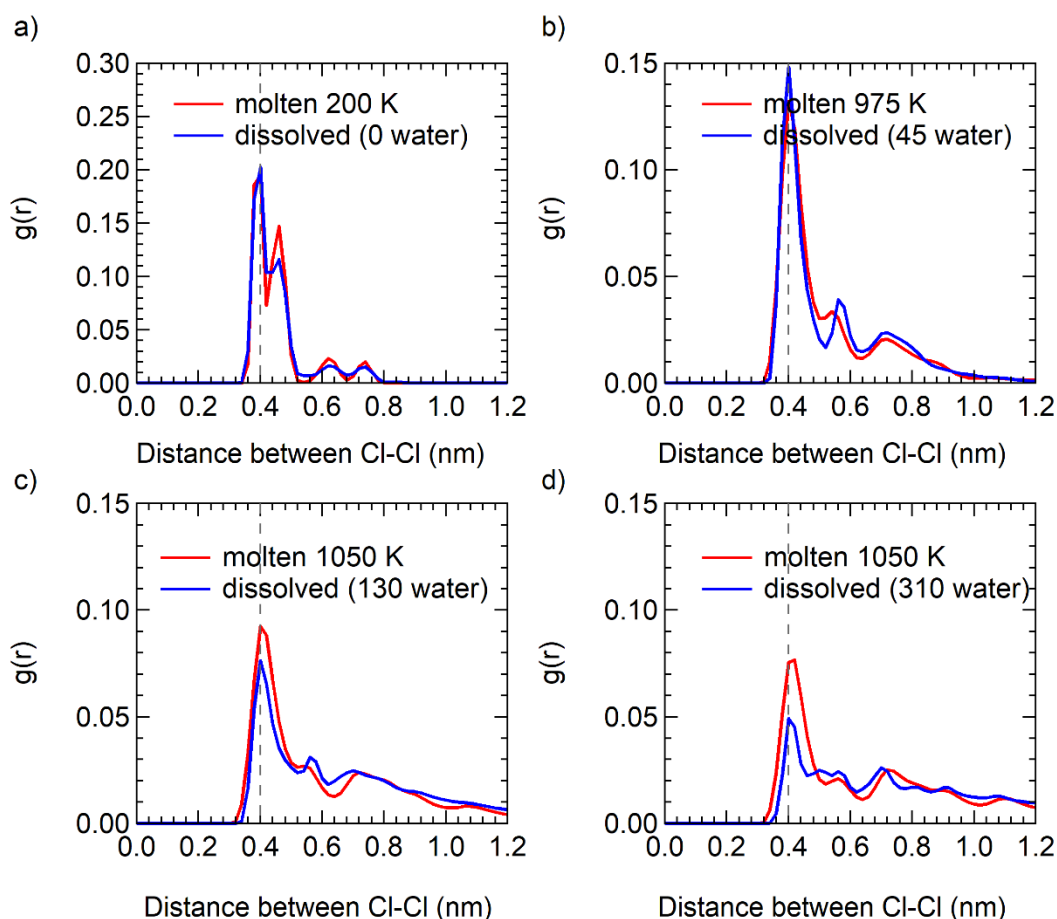 a)
0.30
0.25
0.20
0.15
0.10
0.05
0.00
g(r)
molten 200 K
dissolved (0 water)
0.0 0.2 0.4 0.6 0.8 1.0 1.2
Distance between Cl-Cl (nm)
b)
0.15
0.10
0.05
0.00
g(r)
molten 975 K
dissolved (45 water)
0.0 0.2 0.4 0.6 0.8 1.0 1.2
Distance between Cl-Cl (nm)
c)
0.15
0.10
0.05
0.00
g(r)
molten 1050 K
dissolved (130 water)
0.0 0.2 0.4 0.6 0.8 1.0 1.2
Distance between Cl-Cl (nm)
d)
0.15
0.10
0.05
0.00
g(r)
molten 1050 K
dissolved (310 water)
0.0 0.2 0.4 0.6 0.8 1.0 1.2
Distance between Cl-Cl (nm)